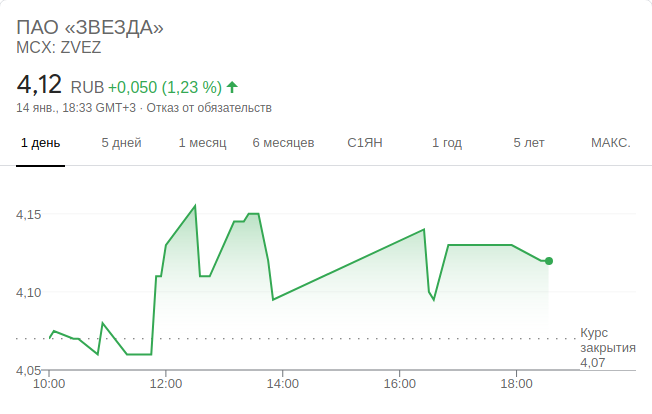 ПАО «ЗВЕЗДА»
MCX: ZVEZ
4,12 RUB +0,050 (1,23 %)
14 янв., 18:33 GMT+3 · Отказ от обязательств
1 день 5 дней 1 месяц 6 месяцев С1ЯН 1 год 5 лет МАКС.
4,15
4,10
Курс
закрытия
4,07
4,05
10:00 12:00 14:00 16:00 18:00